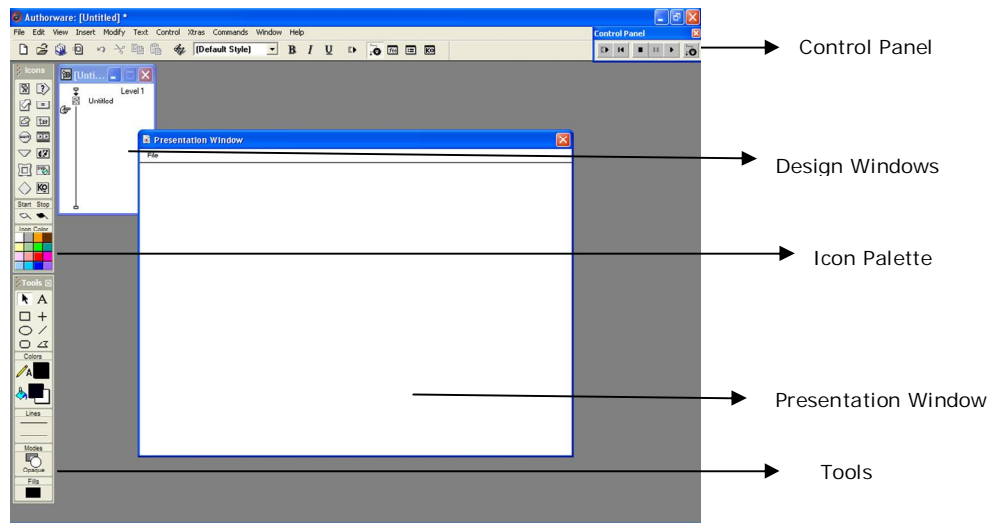 Authorware: [Untitled] *
File Edit View Insert Modify Text Control Xtras Commands Window Help
(Default Style) B I U
Control Panel
Control Panel
Icons
[Unti...
Level 1
Untitled
Presentation Window
File
Design Windows
Start Stop
Icon Color
Icon Palette
Tools
A
Colors
A
Presentation Window
Lines
Modes
Opaque
Tools
Fills